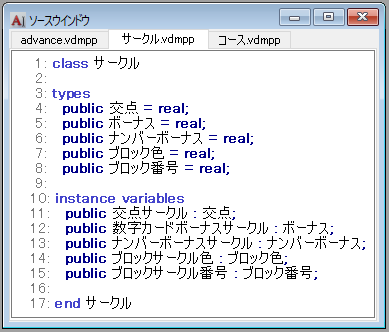 ソースウインドウ
advance.vdmpp サークル.vdmpp コース.vdmpp
1: class サークル
2:
3: types
4: public 交点 = real;
5: public ボーナス = real;
6: public ナンバーボーナス = real;
7: public ブロック色 = real;
8: public ブロック番号 = real;
9:
10: instance variables
11: public 交点サークル : 交点;
12: public 数字カードボーナスサークル : ボーナス;
13: public ナンバーボーナスサークル : ナンバーボーナス;
14: public ブロックサークル色 : ブロック色;
15: public ブロックサークル番号 : ブロック番号;
16:
17: end サークル